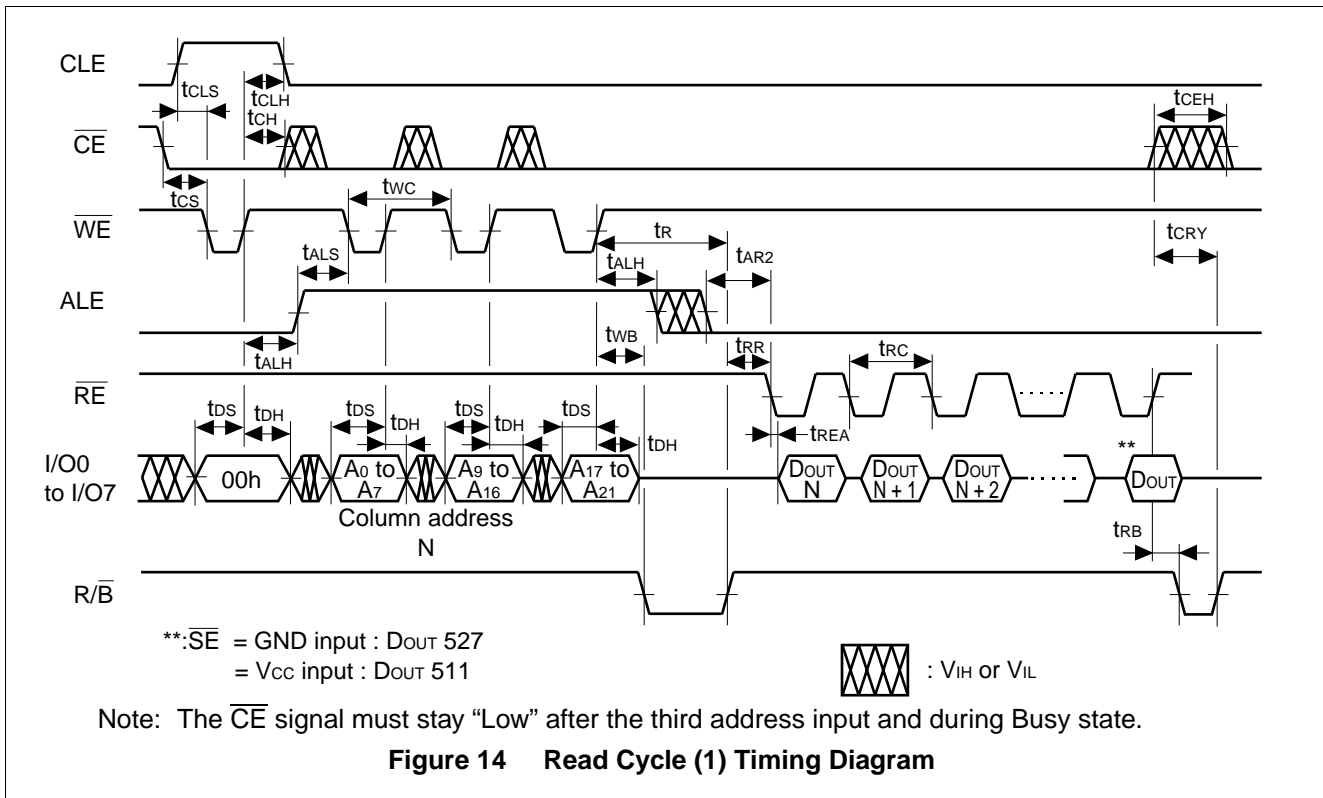 CLE
tCLS
tCLH
tCH
tCEH
CE
tCS
tWC
WE
tR
tCRY
tALS
tALH
tAR2
ALE
tALH
tWB
tRR
tRC
RE
tDS
tDH
tDS
tDH
tDS
tDH
tDS
tDH
tREA
**
I/O0
to I/O7
00h
A0 to
A7
A9 to
A16
A17 to
A21
DOUT
N
DOUT
N + 1
DOUT
N + 2
DOUT
Column address
N
tRB
R/B
**:SE = GND input : DOUT 527
= VCC input : DOUT 511
: VIH or VIL
Note: The CE signal must stay “Low” after the third address input and during Busy state.
Figure 14 Read Cycle (1) Timing Diagram